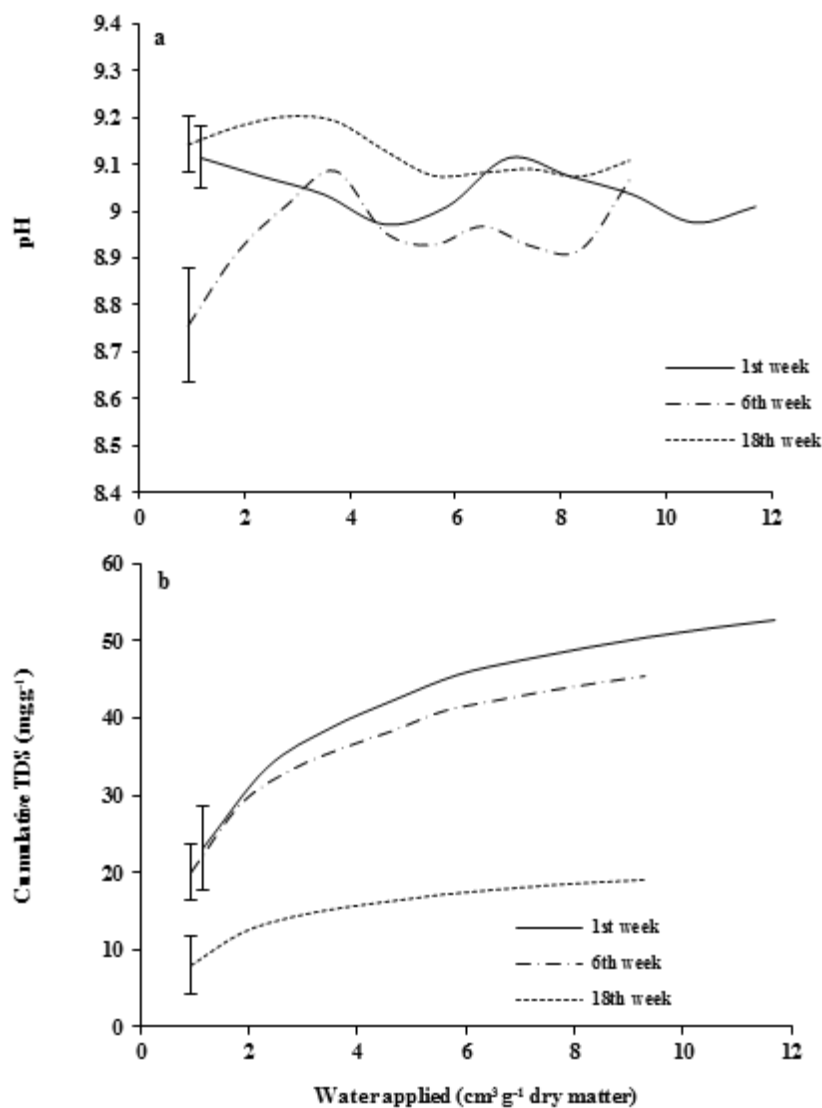 a
9.4
9.3
9.2
9.1
9
8.9
8.8
8.7
8.6
8.5
8.4
pH
1st week
6th week
18th week
0 2 4 6 8 10 12
b
60
50
40
30
20
10
0
Cumulative TDS (mg g⁻¹)
1st week
6th week
18th week
0 2 4 6 8 10 12
Water applied (cm³ g⁻¹ dry matter)